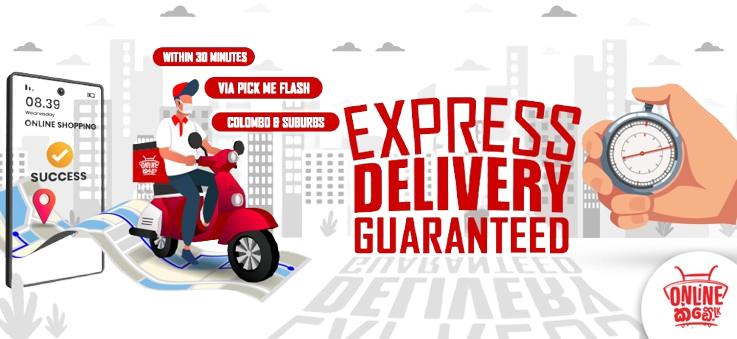 WITHIN 30 MINUTES
VIA PICK ME FLASH
COLOMBO & SUBURBS
08.39
Wednesday
ONLINE SHOPPING
SUCCESS
EXPRESS
DELIVERY
GUARANTEED
ONLINE
කඩේ.LK